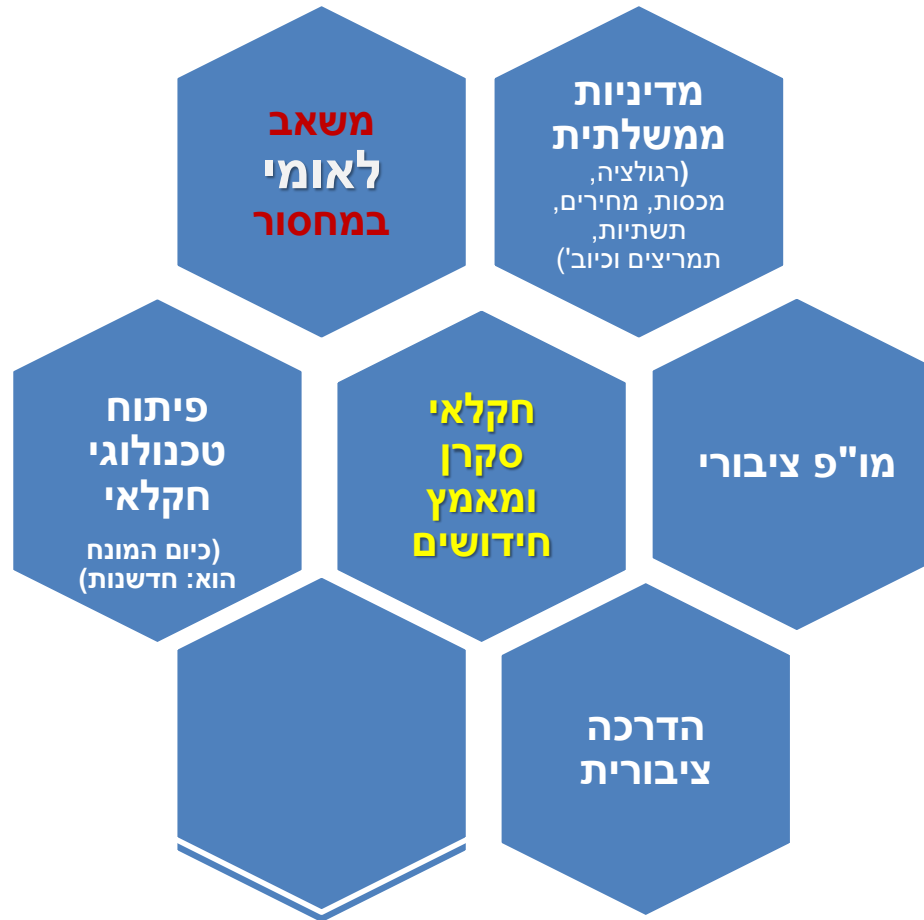 מדיניות
ממשלתית
(רגולציה,
מכסות, מחירים,
תשתיות,
תמריצים וכיוב')
משאב
לאומי
במחסור
מו"פ ציבורי
חקלאי
סקרן
ומאמץ
חידושים
פיתוח
טכנולוגי
חקלאי
(כיום המונח
הוא: חדשנות)
הדרכה
ציבורית